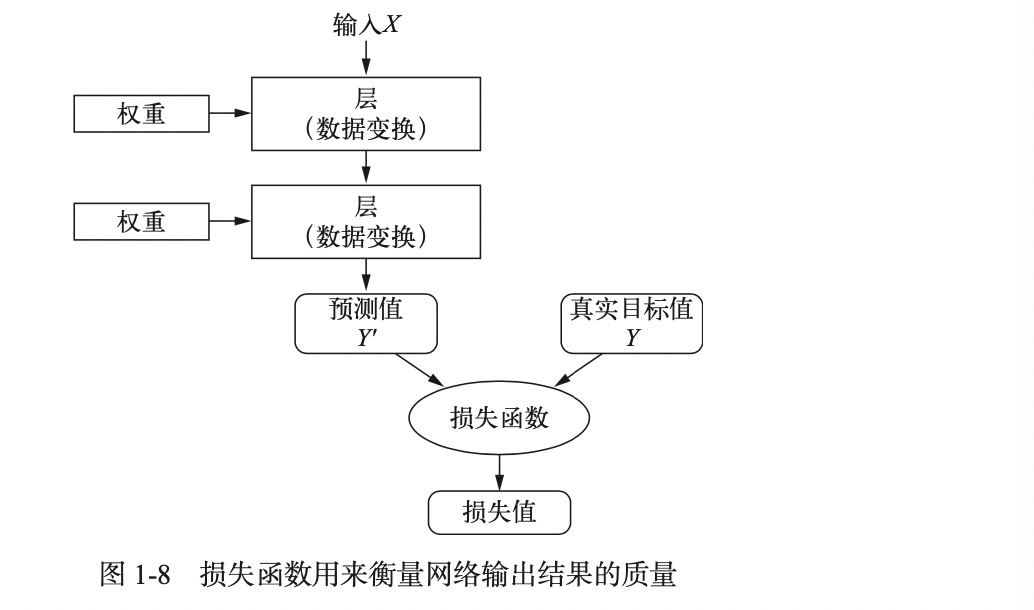 输入X
权重
层
（数据变换）
权重
层
（数据变换）
预测值
Y′
真实目标值
Y
损失函数
损失值
图 1-8 损失函数用来衡量网络输出结果的质量